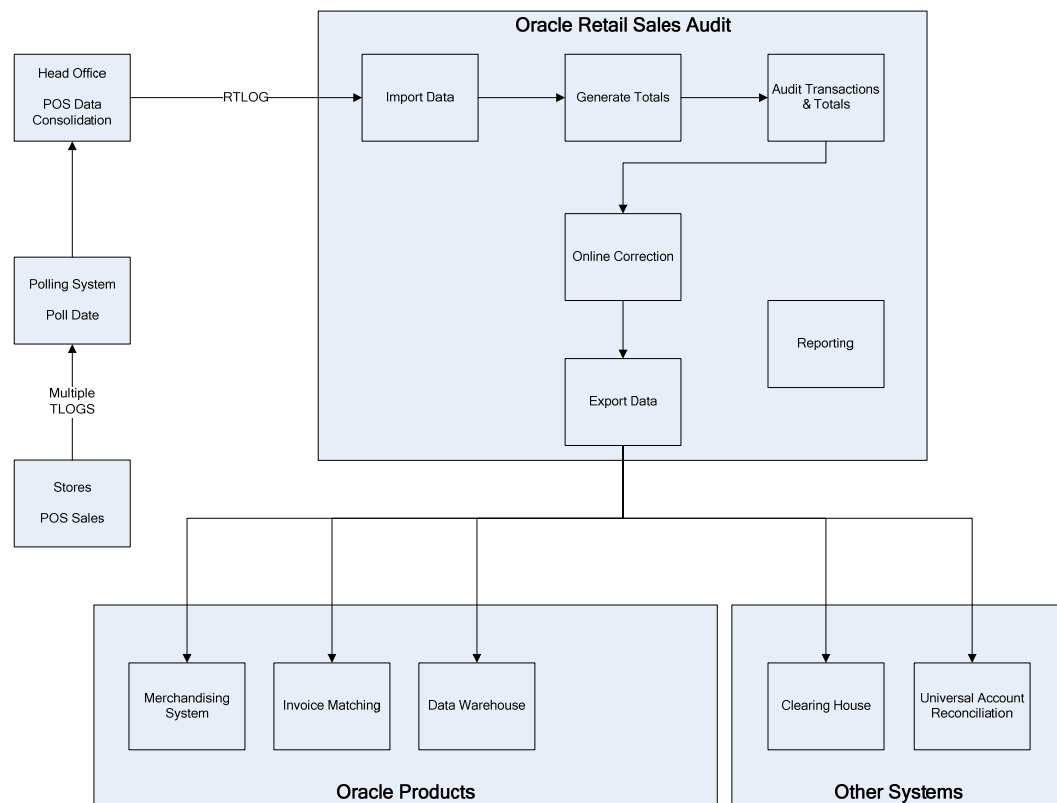 Oracle Retail Sales Audit
Head Office
POS Data
Consolidation
RTLOG
Import Data
Generate Totals
Audit Transactions
& Totals
Online Correction
Polling System
Poll Date
Reporting
Multiple
TLOGS
Export Data
Stores
POS Sales
Merchandising
System
Invoice Matching
Data Warehouse
Clearing House
Universal Account
Reconciliation
Oracle Products
Other Systems